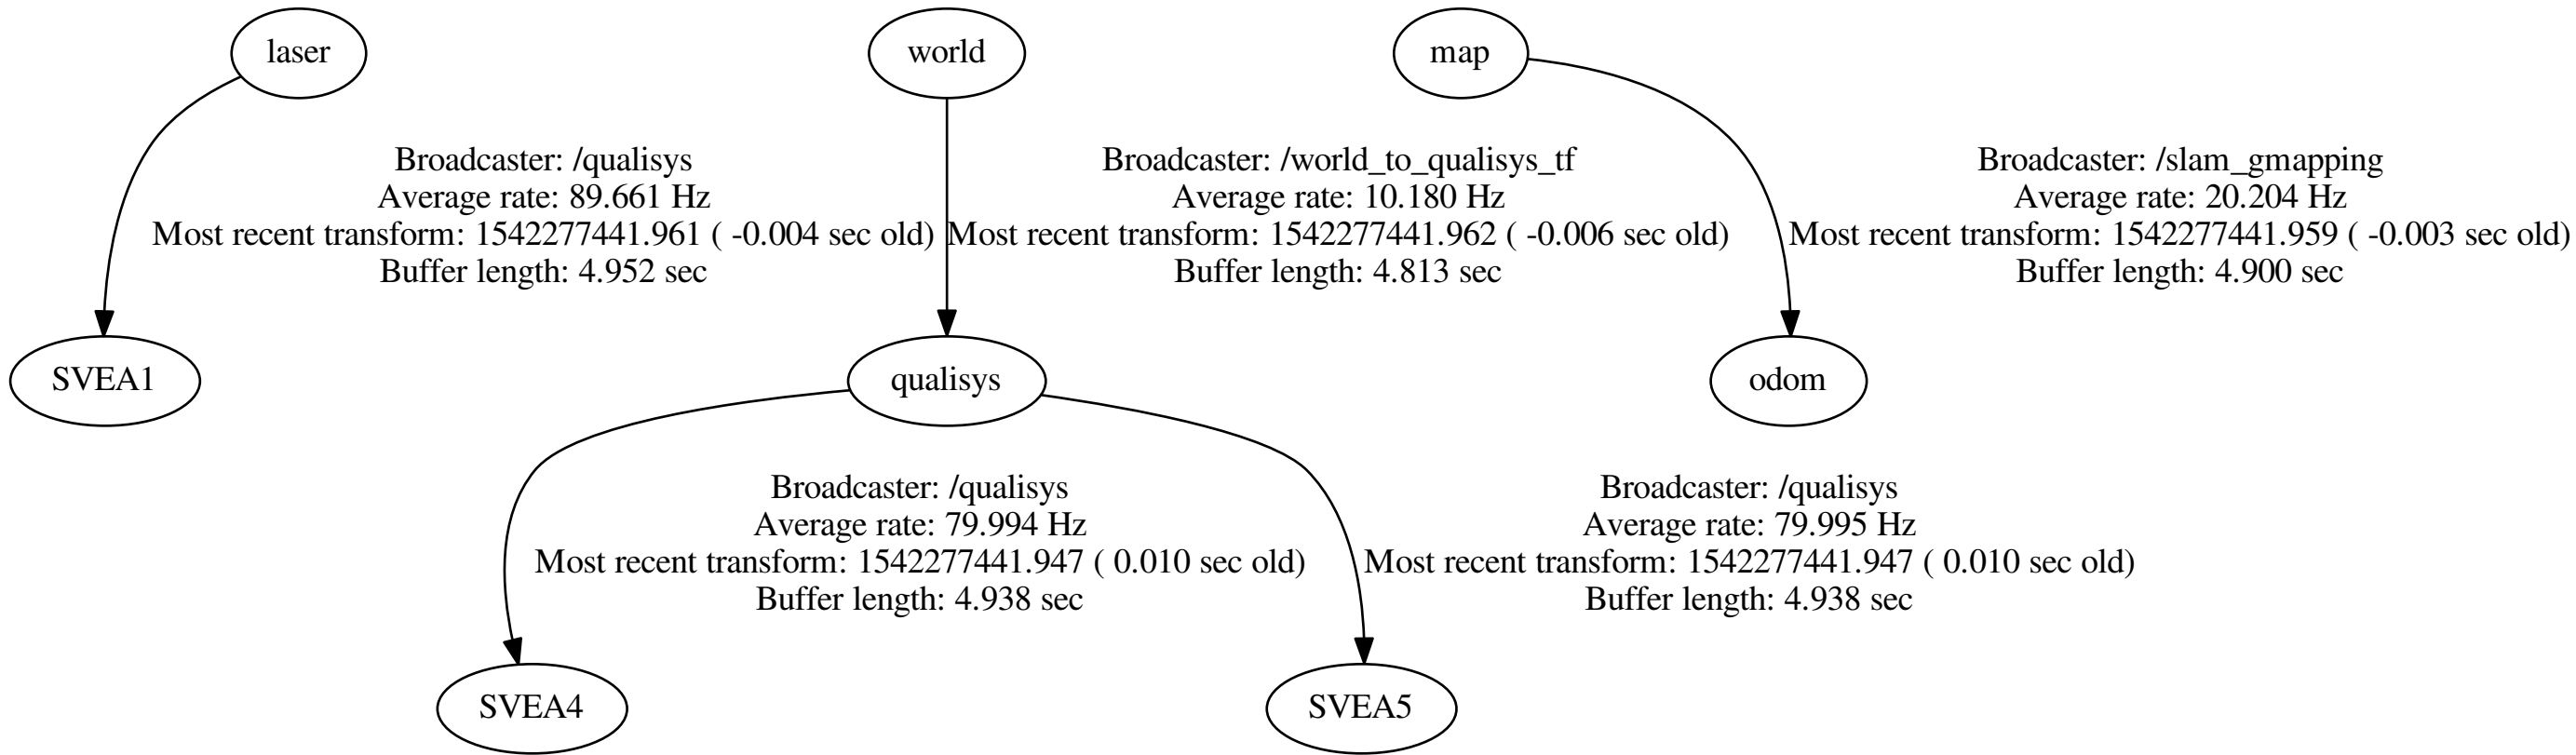 laser
world
map
Broadcaster: /qualisys
Average rate: 89.661 Hz
Most recent transform: 1542277441.961 ( -0.004 sec old)
Buffer length: 4.952 sec
Broadcaster: /world_to_qualisys_tf
Average rate: 10.180 Hz
Most recent transform: 1542277441.962 ( -0.006 sec old)
Buffer length: 4.813 sec
Broadcaster: /slam_gmapping
Average rate: 20.204 Hz
Most recent transform: 1542277441.959 ( -0.003 sec old)
Buffer length: 4.900 sec
SVEA1
qualisys
odom
Broadcaster: /qualisys
Average rate: 79.994 Hz
Most recent transform: 1542277441.947 ( 0.010 sec old)
Buffer length: 4.938 sec
Broadcaster: /qualisys
Average rate: 79.995 Hz
Most recent transform: 1542277441.947 ( 0.010 sec old)
Buffer length: 4.938 sec
SVEA4
SVEA5